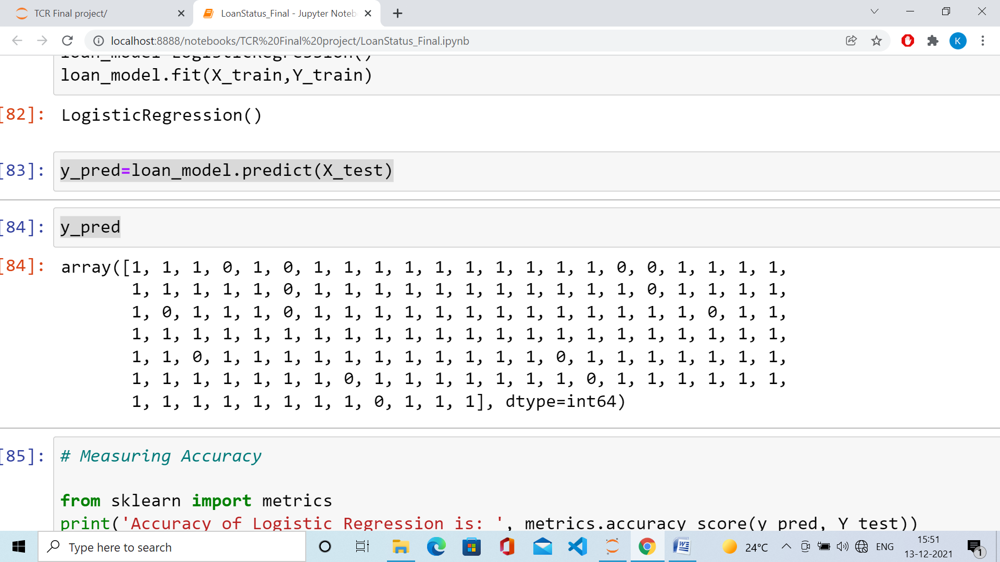 TCR Final project/
LoanStatus_Final - Jupyter Noteb
localhost:8888/notebooks/TCR%20Final%20project/LoanStatus_Final.ipynb
K
loan_model=LogisticRegression()
loan_model.fit(X_train,Y_train)
[82]: LogisticRegression()
[83]: y_pred=loan_model.predict(X_test)
[84]: y_pred
[84]: array([1, 1, 1, 0, 1, 0, 1, 1, 1, 1, 1, 1, 1, 1, 1, 1, 0, 0, 1, 1, 1, 1,
1, 1, 1, 1, 1, 0, 1, 1, 1, 1, 1, 1, 1, 1, 1, 1, 1, 0, 1, 1, 1, 1,
1, 0, 1, 1, 1, 0, 1, 1, 1, 1, 1, 1, 1, 1, 1, 1, 1, 1, 1, 0, 1, 1,
1, 1, 1, 1, 1, 1, 1, 1, 1, 1, 1, 1, 1, 1, 1, 1, 1, 1, 1, 1, 1, 1,
1, 1, 0, 1, 1, 1, 1, 1, 1, 1, 1, 1, 1, 1, 0, 1, 1, 1, 1, 1, 1, 1,
1, 1, 1, 1, 1, 1, 1, 0, 1, 1, 1, 1, 1, 1, 1, 0, 1, 1, 1, 1, 1, 1,
1, 1, 1, 1, 1, 1, 1, 1, 0, 1, 1, 1], dtype=int64)
[85]: # Measuring Accuracy
from sklearn import metrics
print('Accuracy of Logistic Regression is: ', metrics.accuracy_score(y_pred, Y_test))
Type here to search
24°C
ENG
15:51
13-12-2021
1